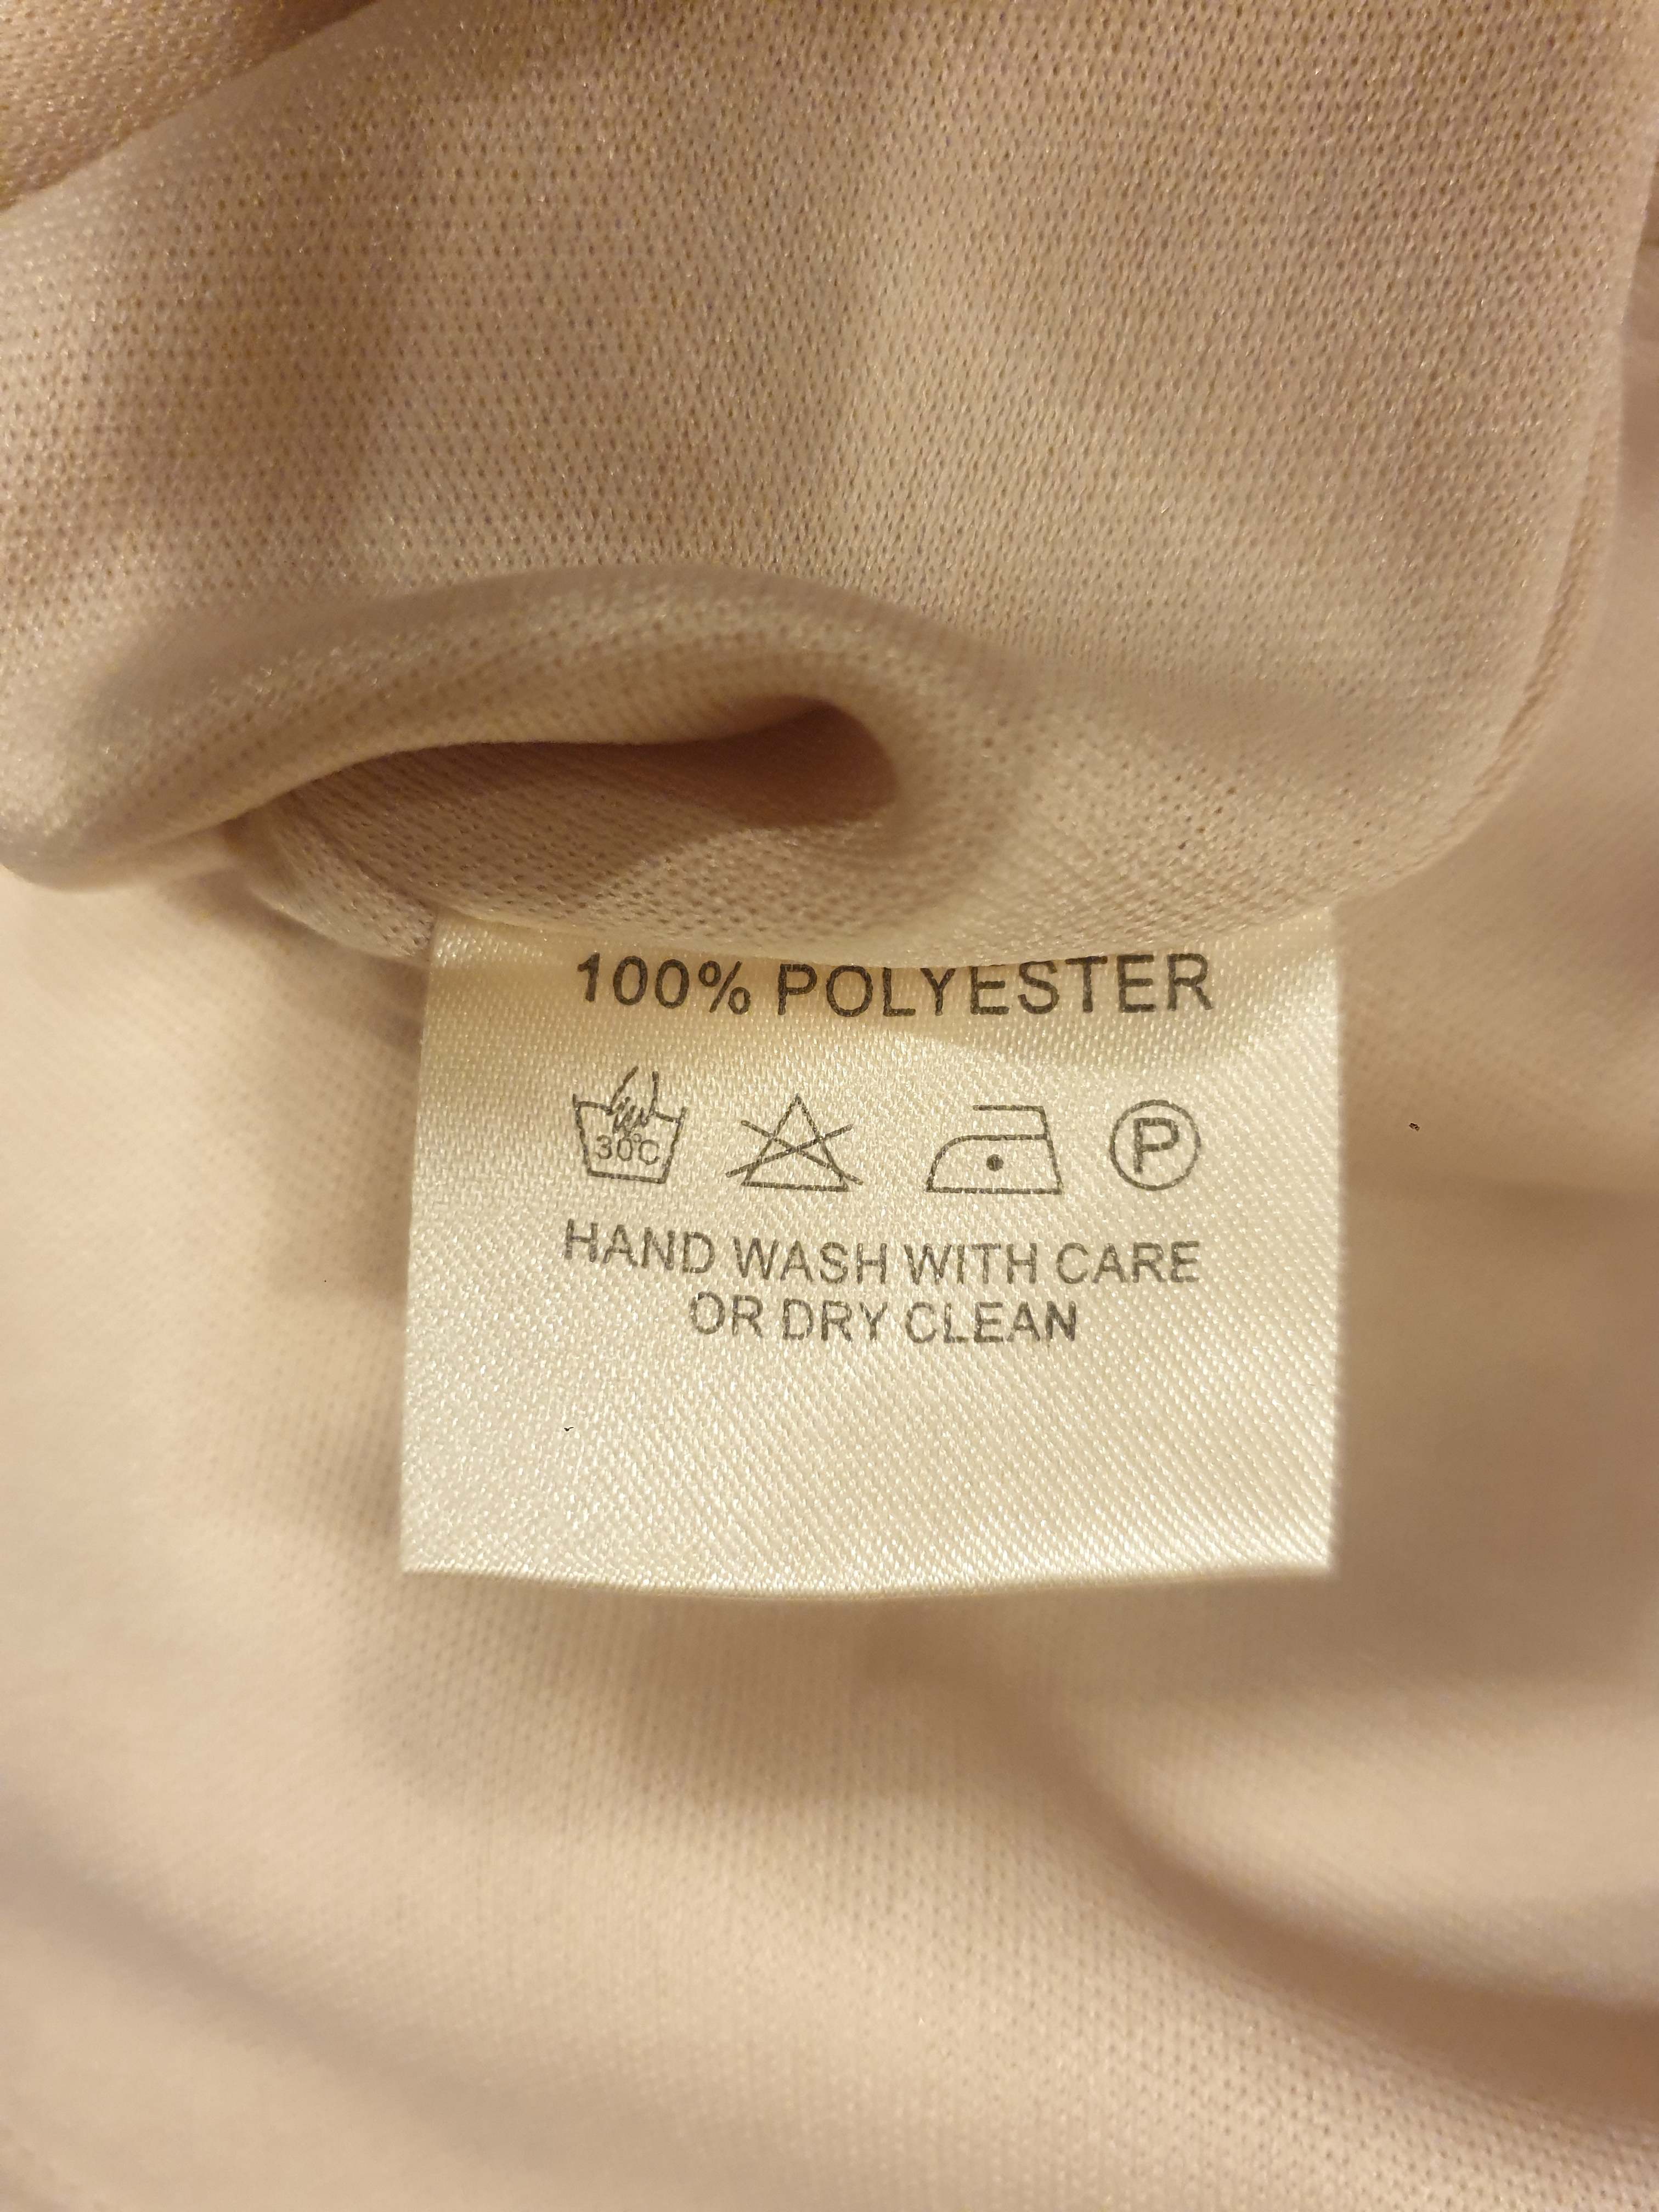 100% POLYESTER
30°C P
HAND WASH WITH CARE
OR DRY CLEAN